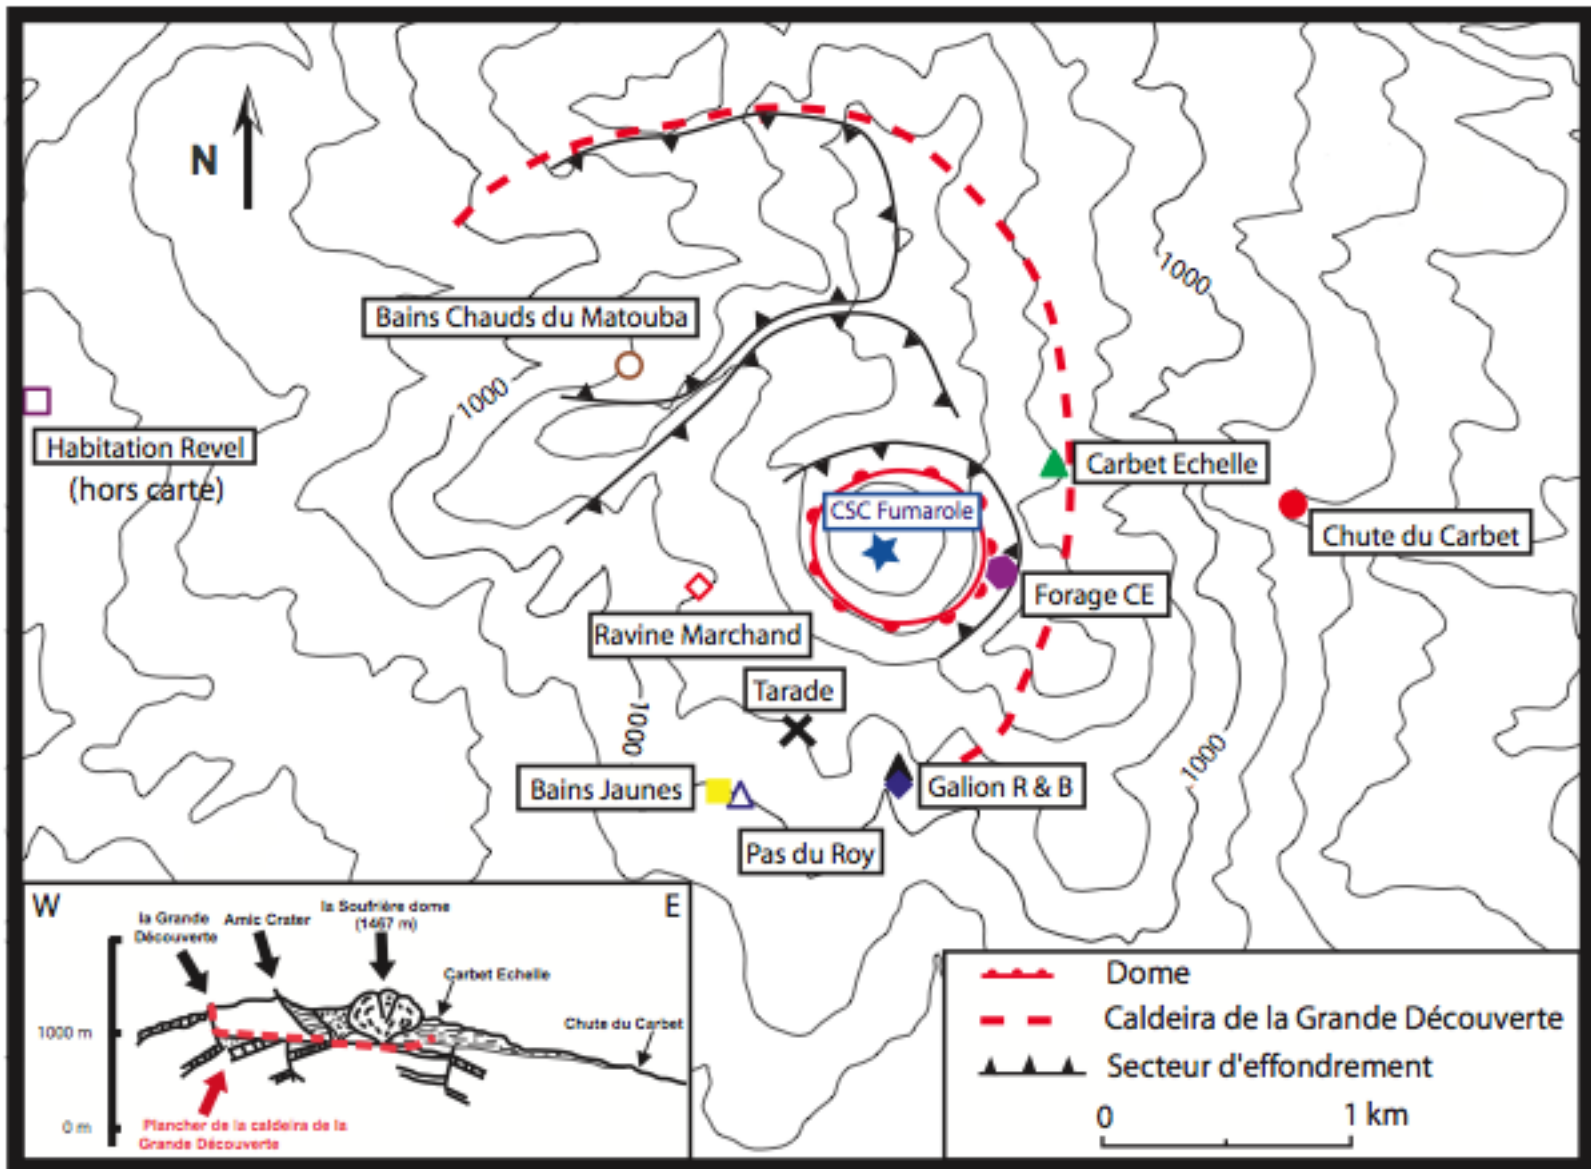 N
1000
Bains Chauds du Matouba
1000
Habitation Revel
(hors carte)
Carbet Echelle
CSC Fumarole
Chute du Carbet
Forage CE
Ravine Marchand
Tarade
1000
1000
Bains Jaunes
Galion R & B
Pas du Roy
W
E
la Grande
Découverte
Amic Crater
la Soufrière dome
(1467 m)
Carbet Echelle
Chute du Carbet
1000 m
0 m
Plancher de la caldeira de la
Grande Découverte
Dome
Caldeira de la Grande Découverte
Secteur d'effondrement
0
1 km